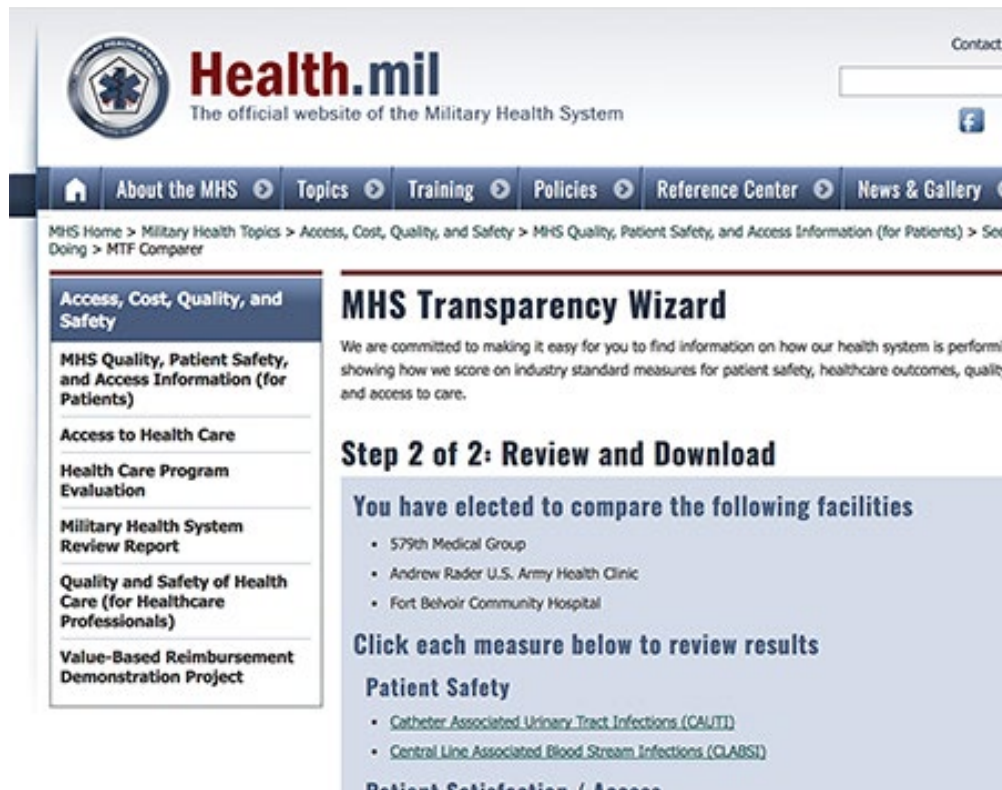 Health.mil
The official website of the Military Health System
Contact
About the MHS
Topics
Training
Policies
Reference Center
News & Gallery
MHS Home > Military Health Topics > Access, Cost, Quality, and Safety > MHS Quality, Patient Safety, and Access Information (for Patients) > See
Doing > MTF Comparer
Access, Cost, Quality, and
Safety
MHS Quality, Patient Safety,
and Access Information (for
Patients)
Access to Health Care
Health Care Program
Evaluation
Military Health System
Review Report
Quality and Safety of Health
Care (for Healthcare
Professionals)
Value-Based Reimbursement
Demonstration Project
MHS Transparency Wizard
We are committed to making it easy for you to find information on how our health system is performi
showing how we score on industry standard measures for patient safety, healthcare outcomes, quality
and access to care.
Step 2 of 2: Review and Download
You have elected to compare the following facilities
• 579th Medical Group
• Andrew Rader U.S. Army Health Clinic
• Fort Belvoir Community Hospital
Click each measure below to review results
Patient Safety
• Catheter Associated Urinary Tract Infections (CAUTI)
• Central Line Associated Blood Stream Infections (CLABSI)
Patient Satisfaction / Access